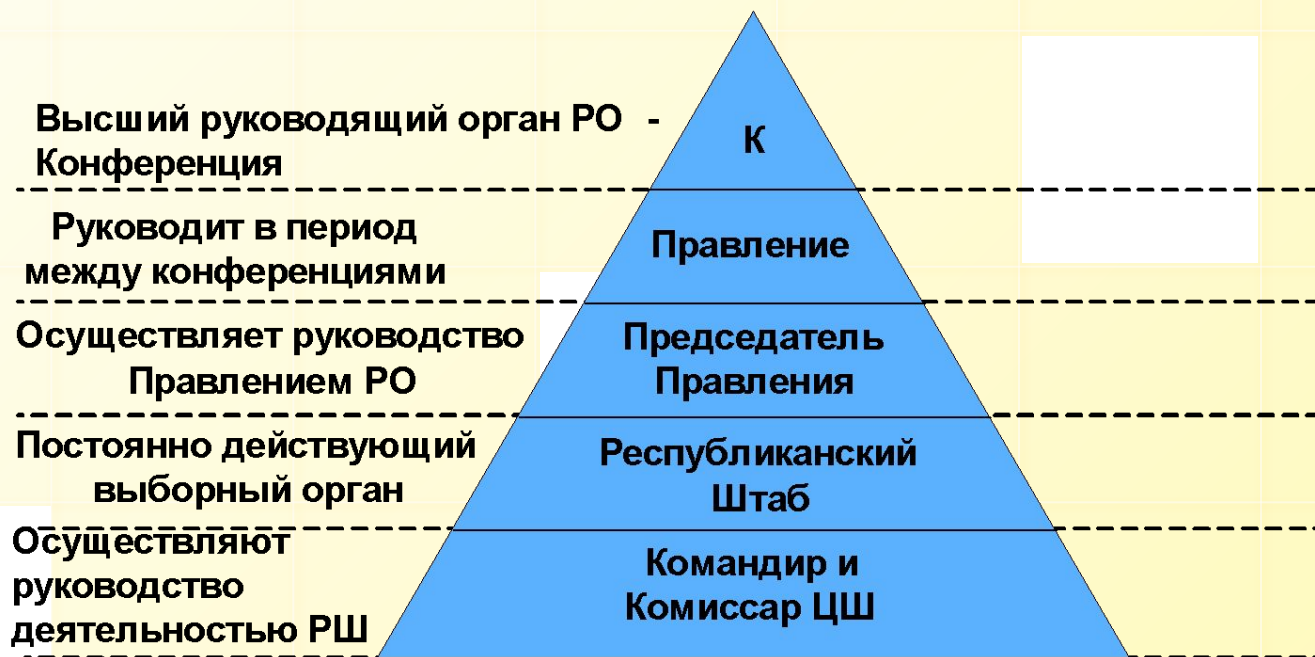 Высший руководящий орган РО -
Конференция
К
Руководит в период
между конференциями
Правление
Осуществляет руководство
Правлением РО
Председатель
Правления
Постоянно действующий
выборный орган
Республиканский
Штаб
Осуществляют
руководство
деятельностью РШ
Командир и
Комиссар ЦШ